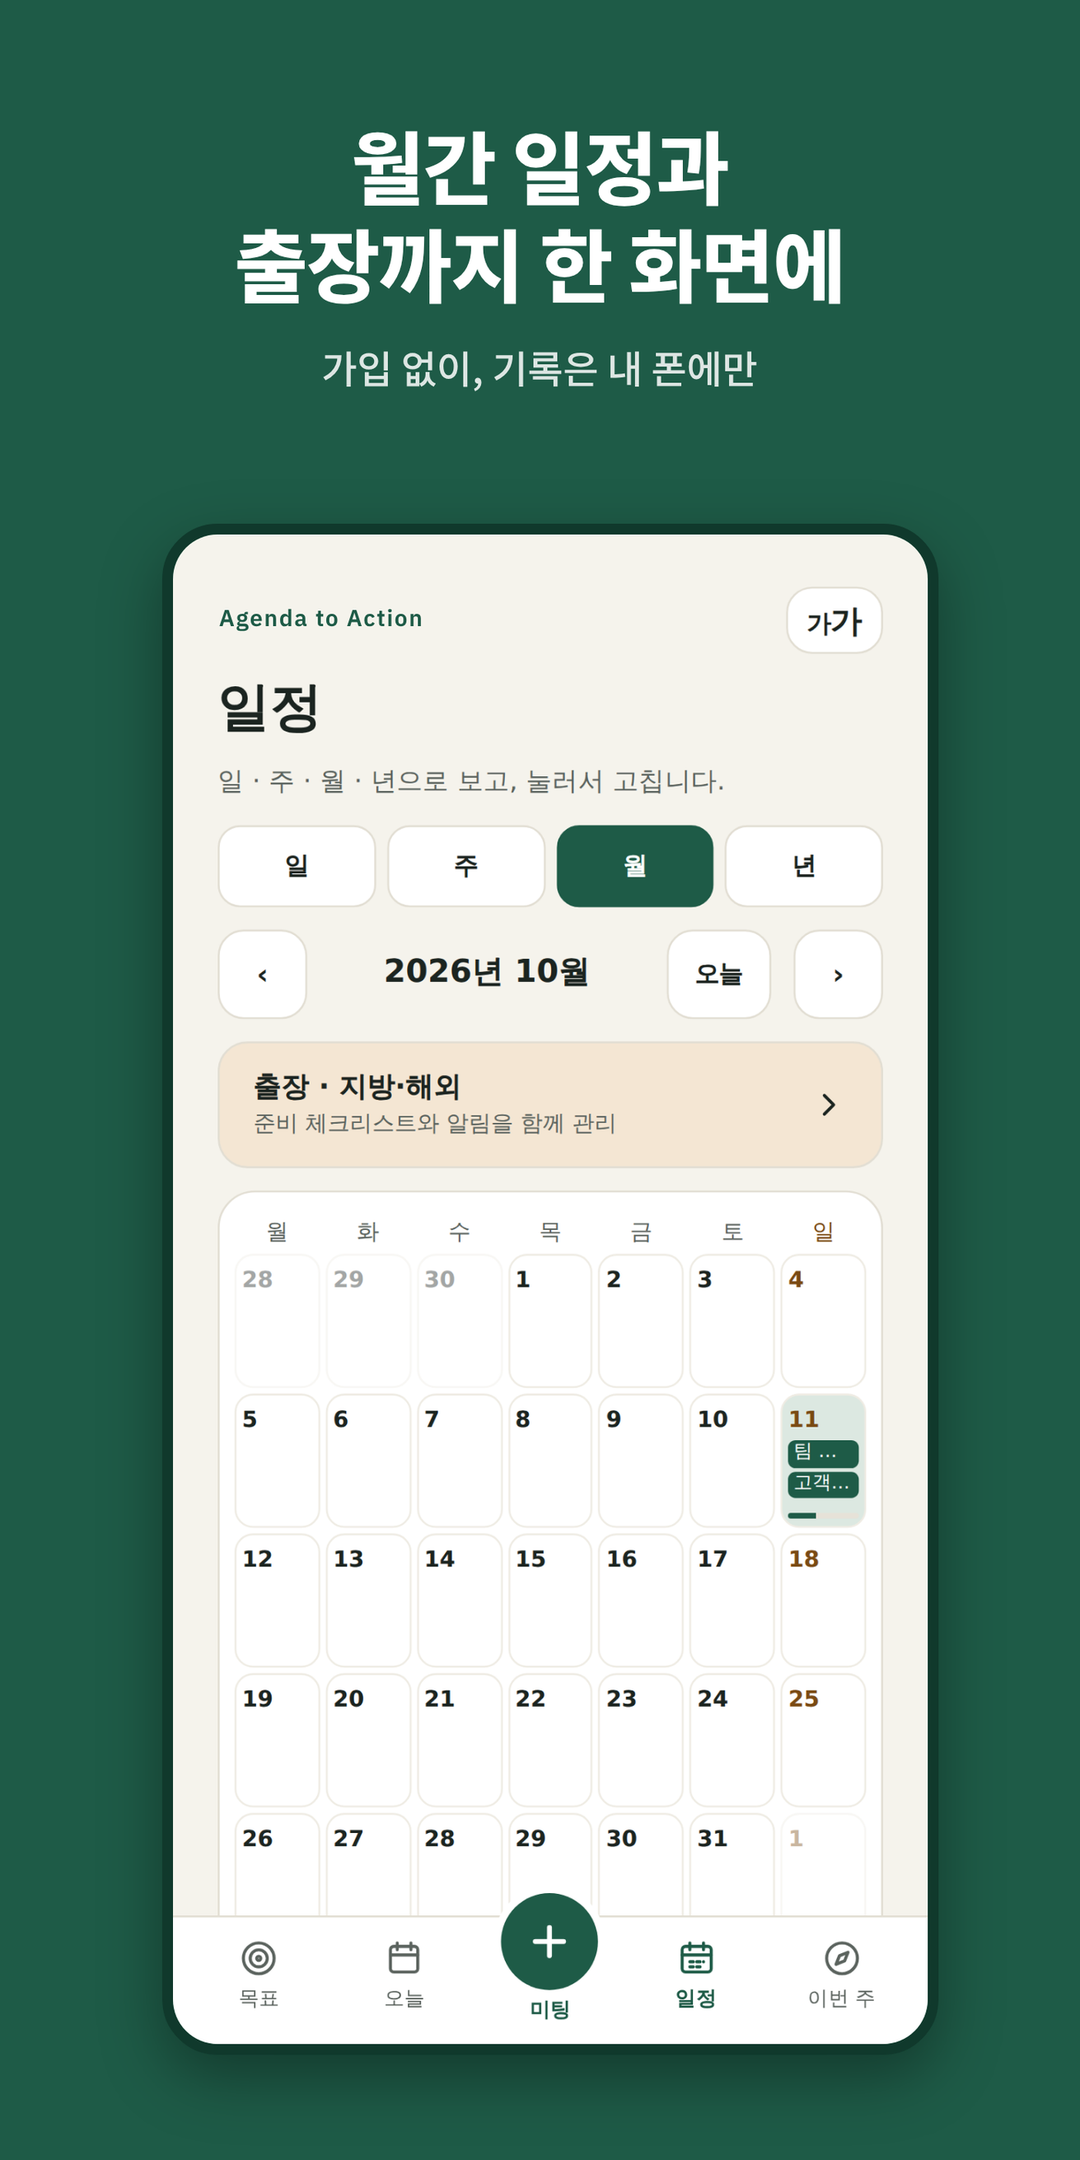 월간 일정과
출장까지 한 화면에
가입 없이, 기록은 내 폰에만
Agenda to Action
가가
일정
일 · 주 · 월 · 년으로 보고, 눌러서 고칩니다.
일 주 월 년
‹ 2026년 10월 오늘 ›
출장 · 지방·해외
준비 체크리스트와 알림을 함께 관리
월 화 수 목 금 토 일
28 29 30 1 2 3 4
5 6 7 8 9 10 11
팀 ...
고객...
12 13 14 15 16 17 18
19 20 21 22 23 24 25
26 27 28 29 30 31 1
목표 오늘 미팅 일정 이번 주